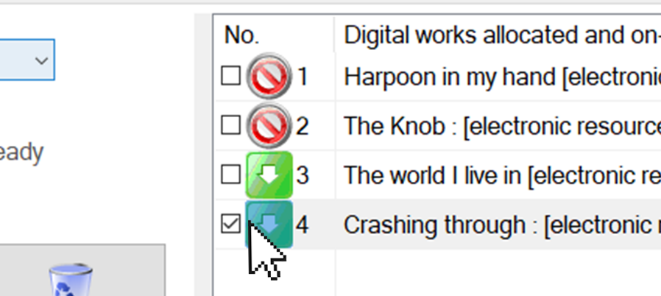 No. Digital works allocated and on-
1 Harpoon in my hand [electronic
2 The Knob : [electronic resource
eady
3 The world I live in [electronic re
4 Crashing through : [electronic r